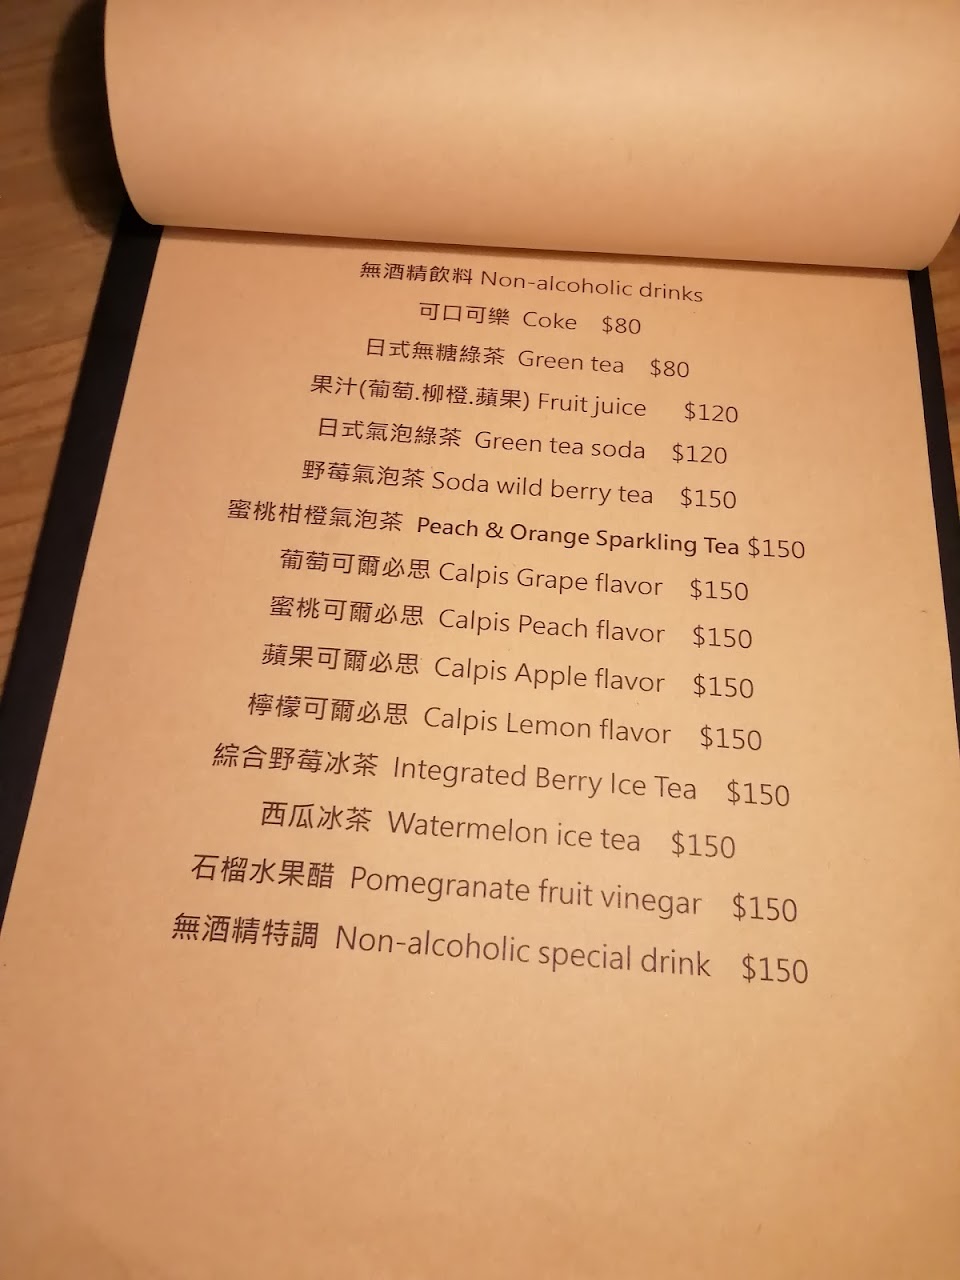 無酒精飲料 Non-alcoholic drinks
可口可樂 Coke $80
日式無糖綠茶 Green tea $80
果汁(葡萄.柳橙.蘋果) Fruit juice $120
日式氣泡綠茶 Green tea soda $120
野莓氣泡茶 Soda wild berry tea $150
蜜桃柑橙氣泡茶 Peach & Orange Sparkling Tea $150
葡萄可爾必思 Calpis Grape flavor $150
蜜桃可爾必思 Calpis Peach flavor $150
蘋果可爾必思 Calpis Apple flavor $150
檸檬可爾必思 Calpis Lemon flavor $150
綜合野莓冰茶 Integrated Berry Ice Tea $150
西瓜冰茶 Watermelon ice tea $150
石榴水果醋 Pomegranate fruit vinegar $150
無酒精特調 Non-alcoholic special drink $150